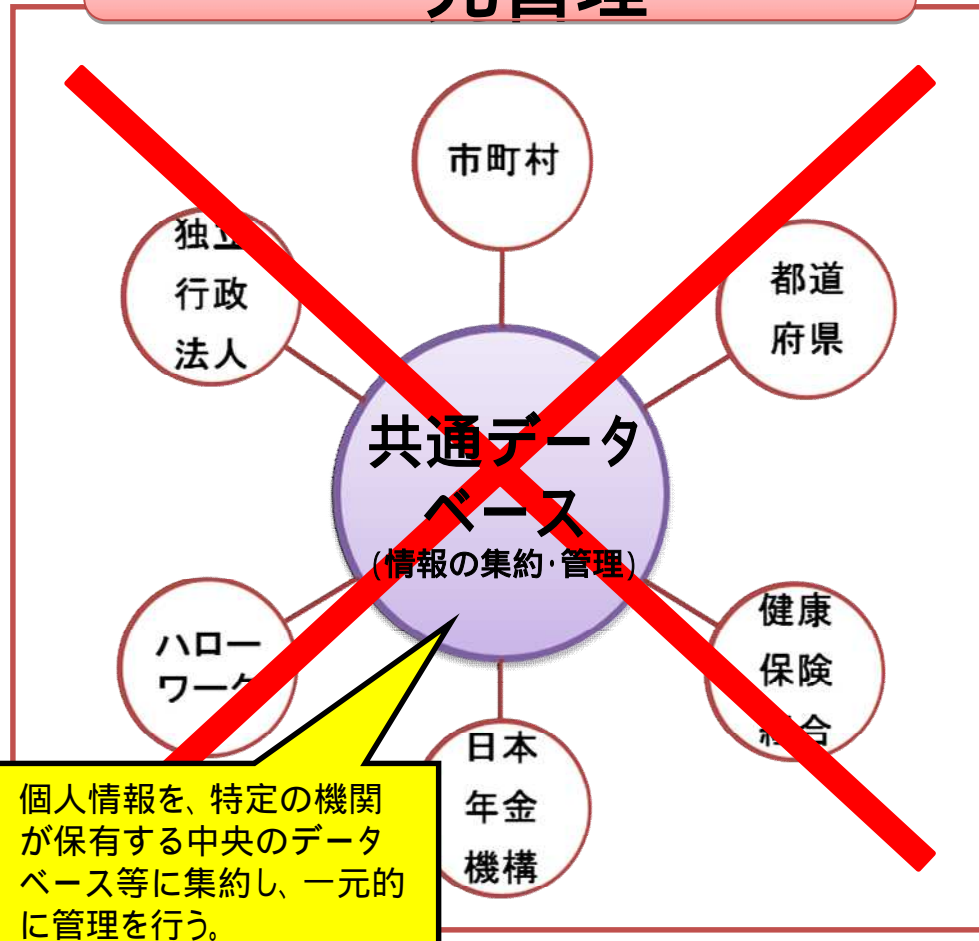 元管理
市町村
独立
行政
法人
都道
府県
共通データ
ベース
(情報の集約・管理)
ハロー
ワーク
健康
保険
組合
日本
年金
機構
個人情報を、特定の機関
が保有する中央のデータ
ベース等に集約し、一元的
に管理を行う。